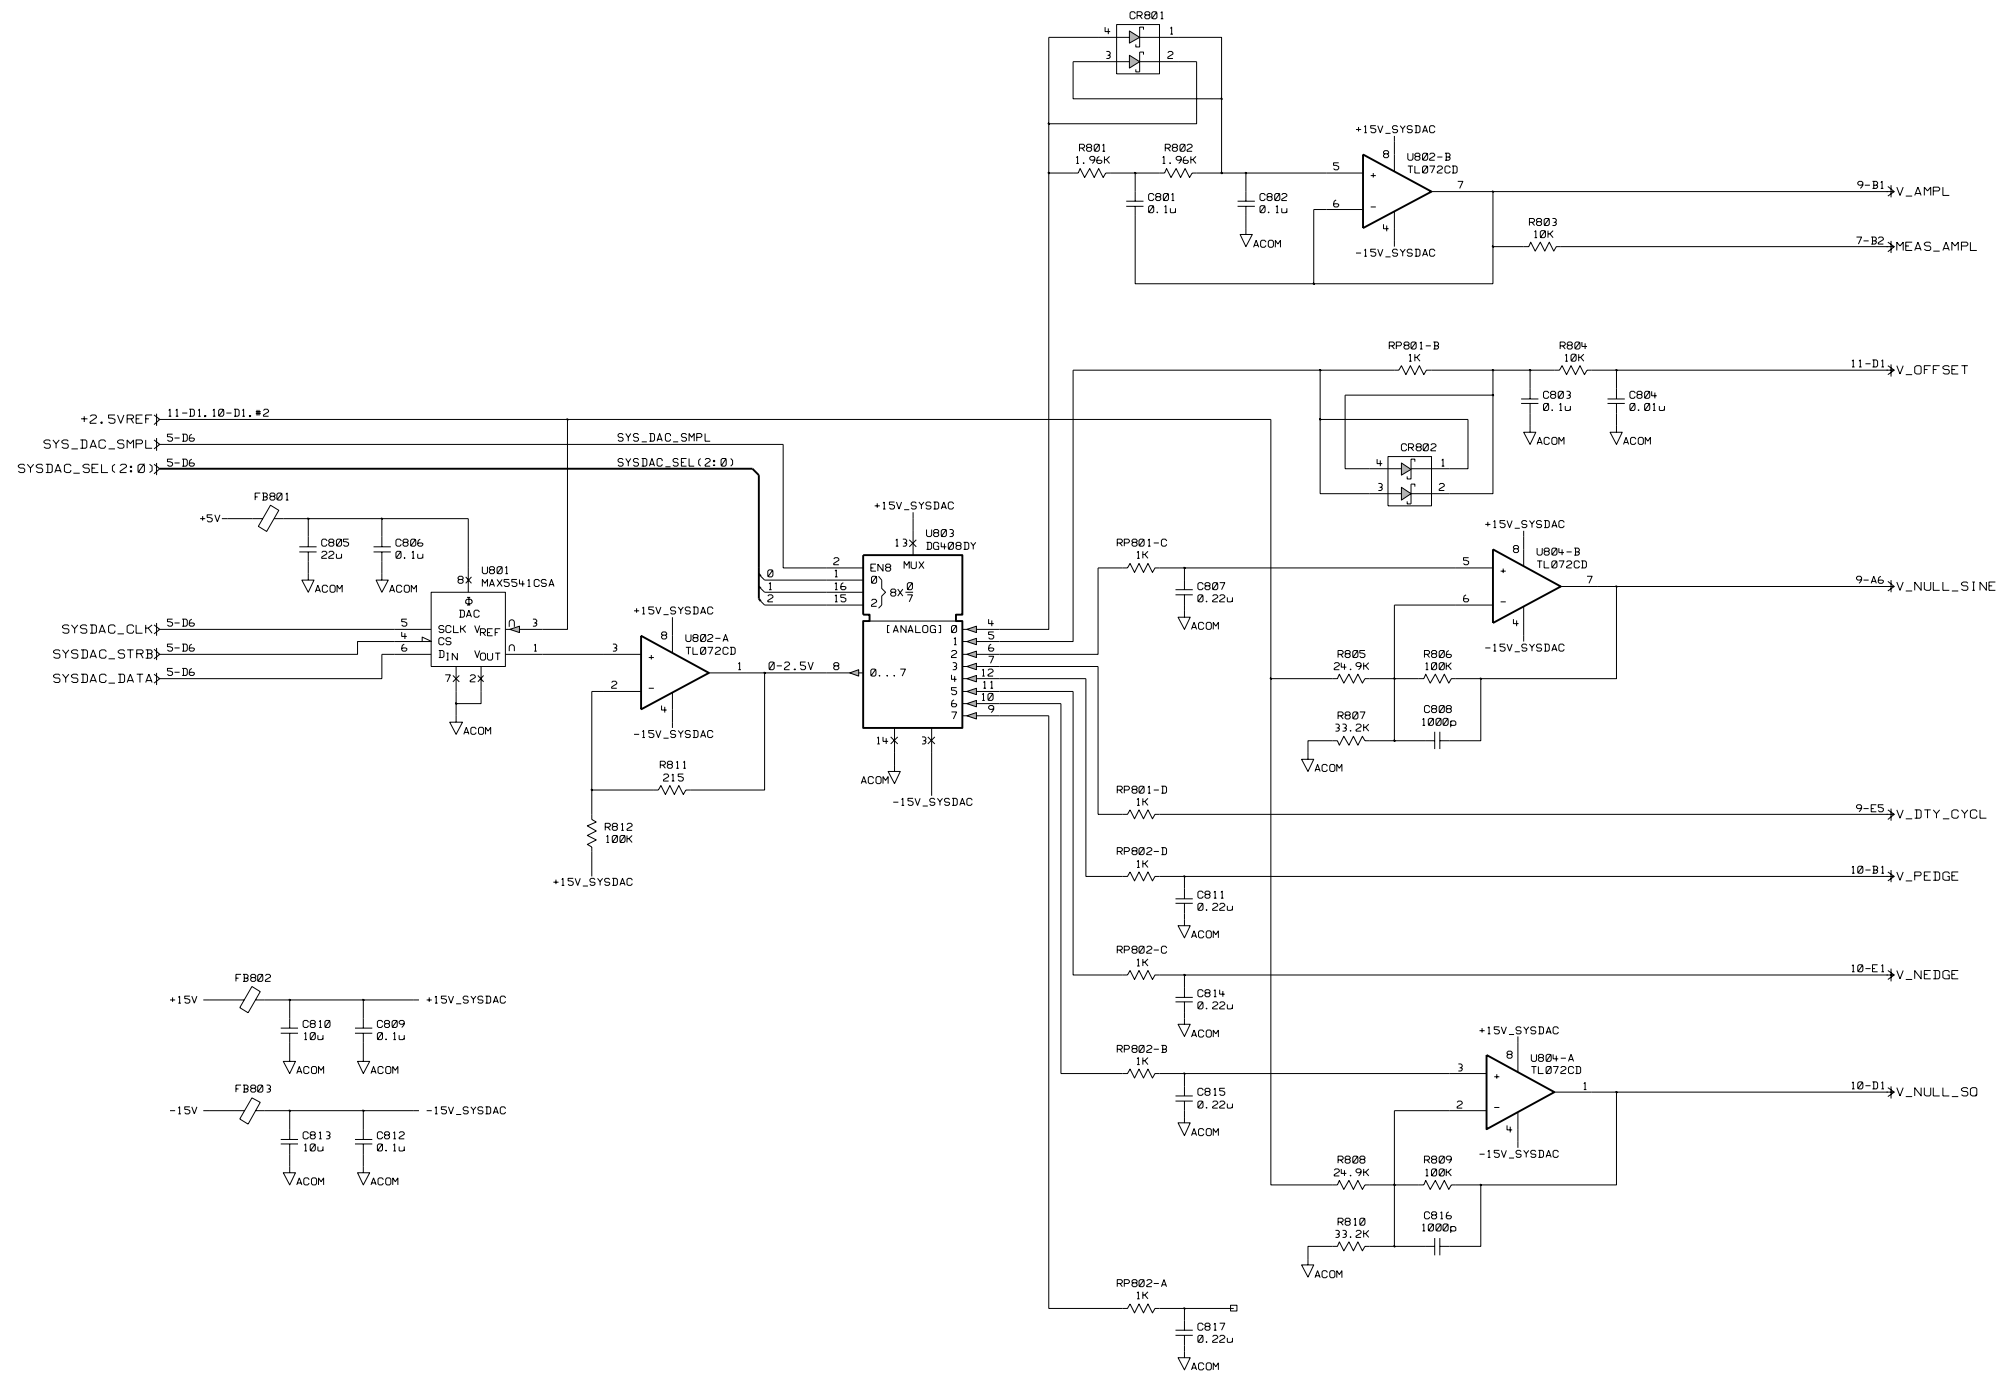 CR801
4 1
3 2
R801
1.96K
R802
1.96K
C801
0.1u
C802
0.1u
ACOM
+15V_SYSDAC
8
U802-B
TL072CD
5
+
6
−
7
4
-15V_SYSDAC
9-B1
V_AMPL
R803
10K
7-B2
MEAS_AMPL
RP801-B
1K
R804
10K
11-D1
V_OFFSET
C803
0.1u
ACOM
C804
0.01u
ACOM
CR802
4 1
3 2
+2.5VREF
11-D1.10-D1.#2
SYS_DAC_SMPL
5-D6
SYS_DAC_SMPL
SYSDAC_SEL(2:0)
5-D6
SYSDAC_SEL(2:0)
FB801
+5V
C805
22u
ACOM
C806
0.1u
ACOM
U801
MAX5541CSA
8
Φ
DAC
SYSDAC_CLK
5-D6
5
SCLK
VREF
3
SYSDAC_STRB
5-D6
4
CS
SYSDAC_DATA
5-D6
6
DIN
VOUT
1
7
2
ACOM
+15V_SYSDAC
8
U802-A
TL072CD
3
+
2
−
1
4
-15V_SYSDAC
0-2.5V
8
R811
215
R812
100K
+15V_SYSDAC
+15V_SYSDAC
13
U803
DG408DY
MUX
2
EN8
0
1
0
1
16
2
15
2
8X 0
7
[ANALOG]
0...7
0 4
1 5
2 6
3 7
4 12
5 11
6 10
7 9
14
3
ACOM
-15V_SYSDAC
RP801-C
1K
C807
0.22u
ACOM
+15V_SYSDAC
8
U804-B
TL072CD
5
+
6
−
7
4
-15V_SYSDAC
9-A6
V_NULL_SINE
R805
24.9K
R806
100K
R807
33.2K
C808
1000p
ACOM
RP801-D
1K
9-E5
V_DTY_CYCL
RP802-D
1K
10-B1
V_PEDGE
C811
0.22u
ACOM
RP802-C
1K
10-E1
V_NEDGE
C814
0.22u
ACOM
FB802
+15V
+15V_SYSDAC
C810
10u
ACOM
C809
0.1u
ACOM
FB803
-15V
-15V_SYSDAC
C813
10u
ACOM
C812
0.1u
ACOM
RP802-B
1K
C815
0.22u
ACOM
+15V_SYSDAC
8
U804-A
TL072CD
3
+
2
−
1
4
-15V_SYSDAC
10-D1
V_NULL_SQ
R808
24.9K
R809
100K
R810
33.2K
C816
1000p
ACOM
RP802-A
1K
C817
0.22u
ACOM